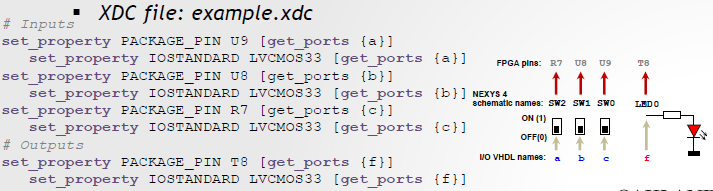 ▪ XDC file: example.xdc
# Inputs
set_property PACKAGE_PIN U9 [get_ports {a}]
set_property IOSTANDARD LVCMOS33 [get_ports {a}]
set_property PACKAGE_PIN U8 [get_ports {b}]
set_property IOSTANDARD LVCMOS33 [get_ports {b}]
set_property PACKAGE_PIN R7 [get_ports {c}]
set_property IOSTANDARD LVCMOS33 [get_ports {c}]
# Outputs
set_property PACKAGE_PIN T8 [get_ports {f}]
set_property IOSTANDARD LVCMOS33 [get_ports {f}]
FPGA pins: R7 U8 U9 T8
NEXYS 4
schematic names: SW2 SW1 SW0 LED0
ON (1)
OFF(0)
I/O VHDL names: a b c f